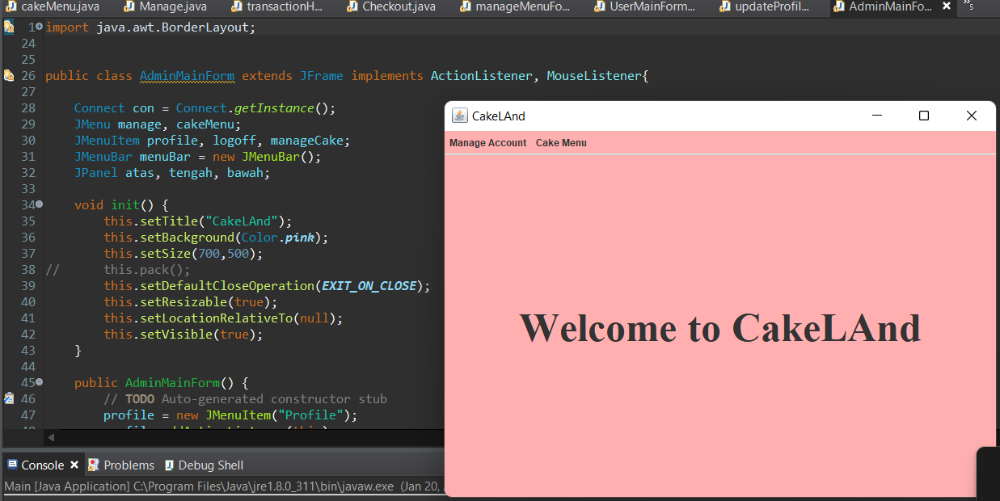 cakeMenu.java Manage.java transactionH... Checkout.java manageMenuFo... UserMainForm... updateProfil... AdminMainFo... 5
1 import java.awt.BorderLayout;
24
25
26 public class AdminMainForm extends JFrame implements ActionListener, MouseListener{
27
28 Connect con = Connect.getInstance();
29 JMenu manage, cakeMenu;
30 JMenuItem profile, logoff, manageCake;
31 JMenuBar menuBar = new JMenuBar();
32 JPanel atas, tengah, bawah;
33
34 void init() {
35 this.setTitle("CakeLAnd");
36 this.setBackground(Color.pink);
37 this.setSize(700,500);
38 // this.pack();
39 this.setDefaultCloseOperation(EXIT_ON_CLOSE);
40 this.setResizable(true);
41 this.setLocationRelativeTo(null);
42 this.setVisible(true);
43 }
44
45 public AdminMainForm() {
46 // TODO Auto-generated constructor stub
47 profile = new JMenuItem("Profile");
CakeLAnd
Manage Account Cake Menu
Welcome to CakeLAnd
Console Problems Debug Shell
Main [Java Application] C:\Program Files\Java\jre1.8.0_311\bin\javaw.exe (Jan 20,